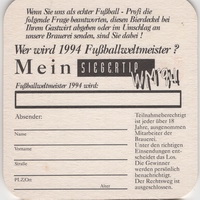 Wenn Sie uns als echter Fußball - Profi die
folgende Frage beantworten, diesen Bierdeckel bei
Ihrem Gastwirt abgeben oder im Umschlag an
unsere Brauerei senden, sind Sie dabei !
Wer wird 1994 Fußballweltmeister ?
Mein SIEGERTIP
WM '94
Fußballweltmeister 1994 wird:
Absender:
Name
Vorname
Straße
PLZ/Ort
Teilnahmeberechtigt
ist jeder über 18
Jahre, ausgenommen
Mitarbeiter der
Brauerei.
Unter den richtigen
Einsendungen ent-
scheidet das Los.
Die Gewinner
werden persönlich
benachrichtigt.
Der Rechtsweg ist
ausgeschlossen.